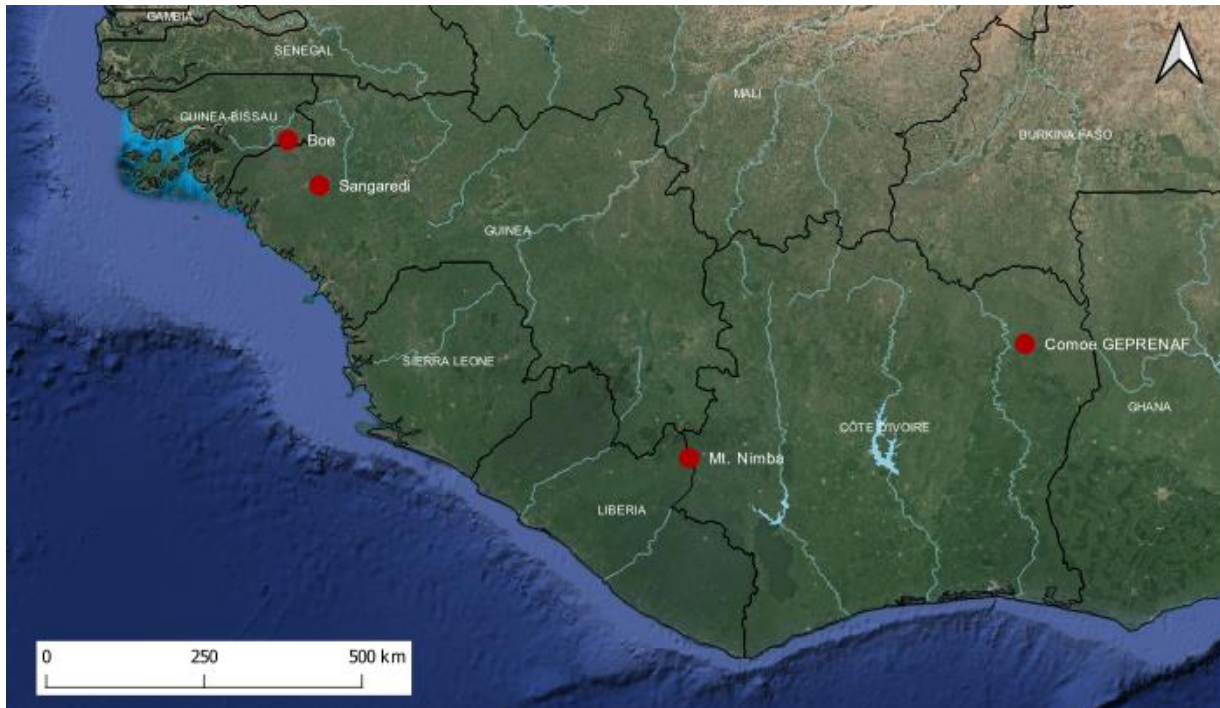 GAMBIA
SENEGAL
MALI
GUINEA-BISSAU
BURKINA FASO
Boe
Sangaredi
GUINEA
Comoe GEPRENAF
SIERRA LEONE
GHANA
CÔTE D'IVOIRE
Mt. Nimba
LIBERIA
0 250 500 km